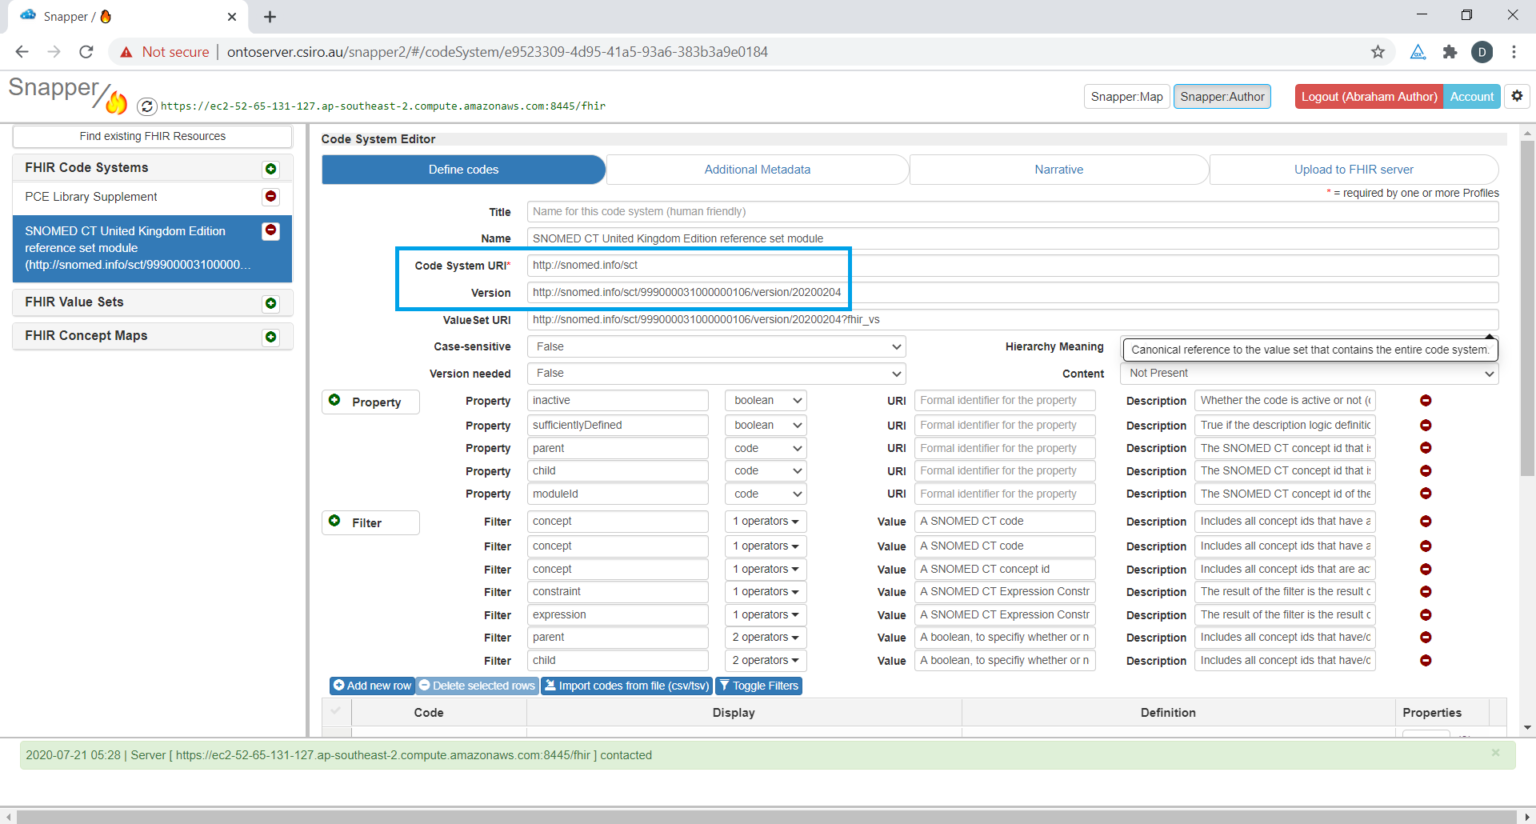 Snapper /
Not secure | ontoserver.csiro.au/snapper2/#/codeSystem/e9523309-4d95-41a5-93a6-383b3a9e0184
D
Snapper/
https://ec2-52-65-131-127.ap-southeast-2.compute.amazonaws.com:8445/fhir
Snapper:Map Snapper:Author Logout (Abraham Author) Account
Find existing FHIR Resources
FHIR Code Systems
PCE Library Supplement
SNOMED CT United Kingdom Edition
reference set module
(http://snomed.info/sct/99900003100000...
FHIR Value Sets
FHIR Concept Maps
Code System Editor
Define codes Additional Metadata Narrative Upload to FHIR server
* = required by one or more Profiles
Title Name for this code system (human friendly)
Name SNOMED CT United Kingdom Edition reference set module
Code System URI* http://snomed.info/sct
Version http://snomed.info/sct/999000031000000106/version/20200204
ValueSet URI http://snomed.info/sct/999000031000000106/version/20200204?fhir_vs
Case-sensitive False Hierarchy Meaning Canonical reference to the value set that contains the entire code system.
Version needed False Content Not Present
Property Property inactive boolean URI Formal identifier for the property Description Whether the code is active or not (
Property sufficientlyDefined boolean URI Formal identifier for the property Description True if the description logic definitic
Property parent code URI Formal identifier for the property Description The SNOMED CT concept id that i
Property child code URI Formal identifier for the property Description The SNOMED CT concept id that i
Property moduleId code URI Formal identifier for the property Description The SNOMED CT concept id of the
Filter Filter concept 1 operators Value A SNOMED CT code Description Includes all concept ids that have a
Filter concept 1 operators Value A SNOMED CT code Description Includes all concept ids that have a
Filter concept 1 operators Value A SNOMED CT concept id Description Includes all concept ids that are ac
Filter constraint 1 operators Value A SNOMED CT Expression Constr Description The result of the filter is the result c
Filter expression 1 operators Value A SNOMED CT Expression Constr Description The result of the filter is the result c
Filter parent 2 operators Value A boolean, to specifiy whether or n Description Includes all concept ids that have/c
Filter child 2 operators Value A boolean, to specifiy whether or n Description Includes all concept ids that have/c
Add new row Delete selected rows Import codes from file (csv/tsv) Toggle Filters
Code Display Definition Properties
2020-07-21 05:28 | Server [ https://ec2-52-65-131-127.ap-southeast-2.compute.amazonaws.com:8445/fhir ] contacted